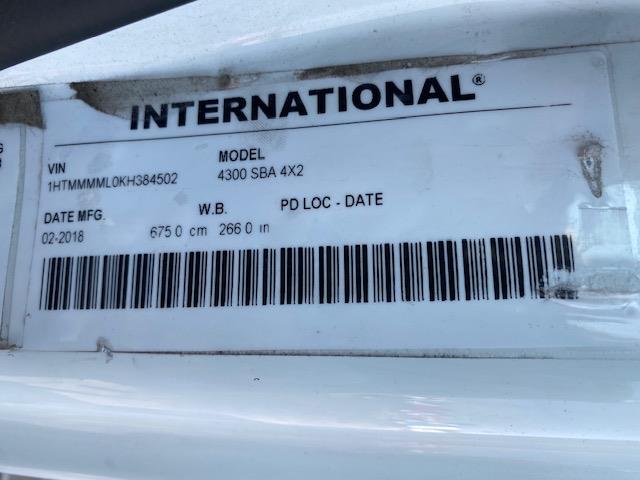 INTERNATIONAL®
VIN MODEL
1HTMMMML0KH384502 4300 SBA 4X2
DATE MFG. W.B. PD LOC - DATE
02-2018 675.0 cm 266.0 in